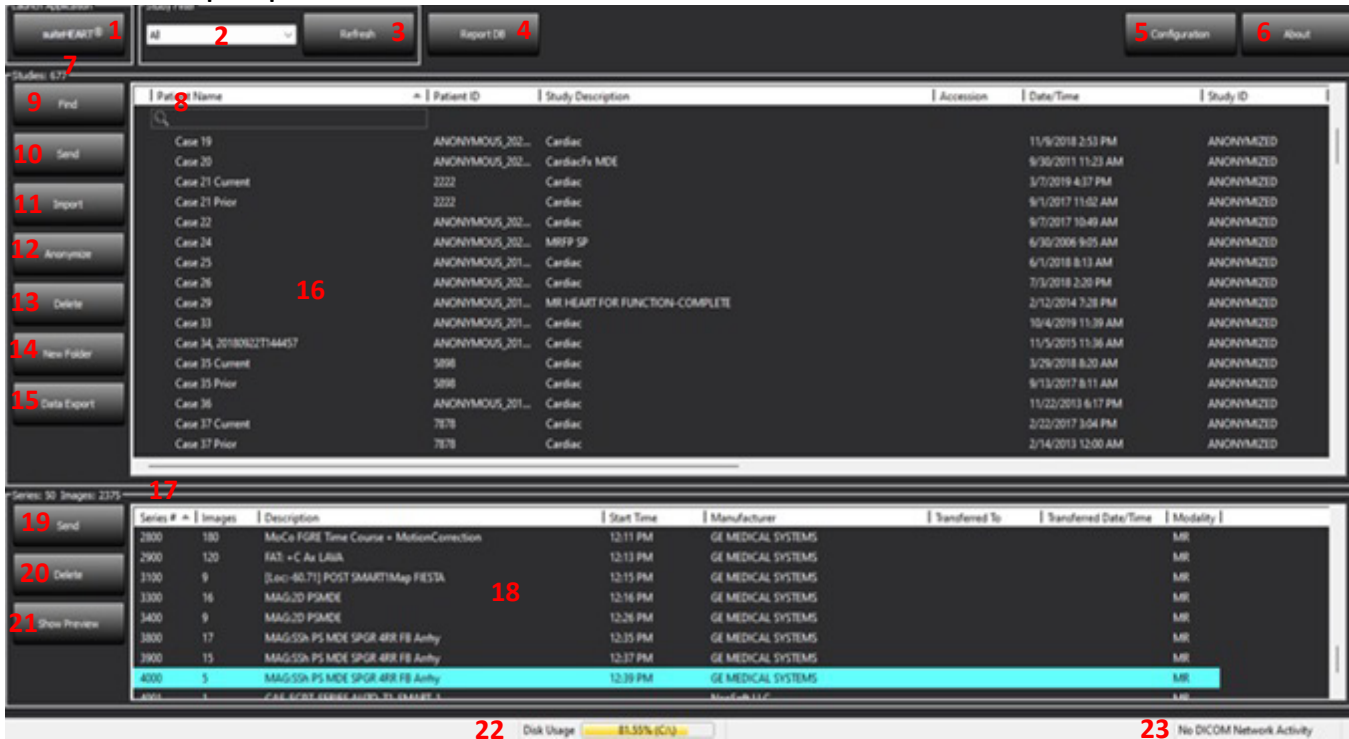 Launch Application
Study Filter
suiteHEART® 1
All 2
Refresh 3
Report DB 4
5 Configuration
6 About
7
Studies: 677
9 Find
10 Send
11 Import
12 Anonymize
13 Delete
14 New Folder
15 Data Export
8
Patient Name Patient ID Study Description Accession Date/Time Study ID
Case 19 ANONYMOUS_202... Cardiac 11/9/2018 2:53 PM ANONYMIZED
Case 20 ANONYMOUS_202... CardiacFx MDE 9/30/2011 11:23 AM ANONYMIZED
Case 21 Current 2222 Cardiac 3/7/2019 4:37 PM ANONYMIZED
Case 21 Prior 2222 Cardiac 9/1/2017 11:02 AM ANONYMIZED
Case 22 ANONYMOUS_202... Cardiac 9/7/2017 10:49 AM ANONYMIZED
Case 24 ANONYMOUS_202... MRFP SP 6/30/2006 9:05 AM ANONYMIZED
Case 25 ANONYMOUS_201... Cardiac 6/1/2018 8:13 AM ANONYMIZED
Case 26 ANONYMOUS_202... Cardiac 7/3/2018 2:20 PM ANONYMIZED
16
Case 29 ANONYMOUS_201... MR HEART FOR FUNCTION-COMPLETE 2/12/2014 7:28 PM ANONYMIZED
Case 33 ANONYMOUS_201... Cardiac 10/4/2019 11:39 AM ANONYMIZED
Case 34, 20180922T144457 ANONYMOUS_201... Cardiac 11/5/2015 11:36 AM ANONYMIZED
Case 35 Current 5898 Cardiac 3/29/2018 8:20 AM ANONYMIZED
Case 35 Prior 5898 Cardiac 9/13/2017 8:11 AM ANONYMIZED
Case 36 ANONYMOUS_201... Cardiac 11/22/2013 6:17 PM ANONYMIZED
Case 37 Current 7878 Cardiac 2/22/2017 3:04 PM ANONYMIZED
Case 37 Prior 7878 Cardiac 2/14/2013 12:00 AM ANONYMIZED
Series: 50 Images: 2375 17
19 Send
20 Delete
21 Show Preview
Series # Images Description Start Time Manufacturer Transferred To Transferred Date/Time Modality
2800 180 MoCo FGRE Time Course + MotionCorrection 12:11 PM GE MEDICAL SYSTEMS MR
2900 120 FAT: +C Ax LAVA 12:13 PM GE MEDICAL SYSTEMS MR
3100 9 [Loc:-60.71] POST SMART1Map FIESTA 12:15 PM GE MEDICAL SYSTEMS MR
18
3300 16 MAG:2D PSMDE 12:16 PM GE MEDICAL SYSTEMS MR
3400 9 MAG:2D PSMDE 12:26 PM GE MEDICAL SYSTEMS MR
3800 17 MAG:SSh PS MDE SPGR 4RR FB Arrhy 12:35 PM GE MEDICAL SYSTEMS MR
3900 15 MAG:SSh PS MDE SPGR 4RR FB Arrhy 12:37 PM GE MEDICAL SYSTEMS MR
4000 5 MAG:SSh PS MDE SPGR 4RR FB Arrhy 12:39 PM GE MEDICAL SYSTEMS MR
22 Disk Usage 81.55% (C:\)
23 No DICOM Network Activity